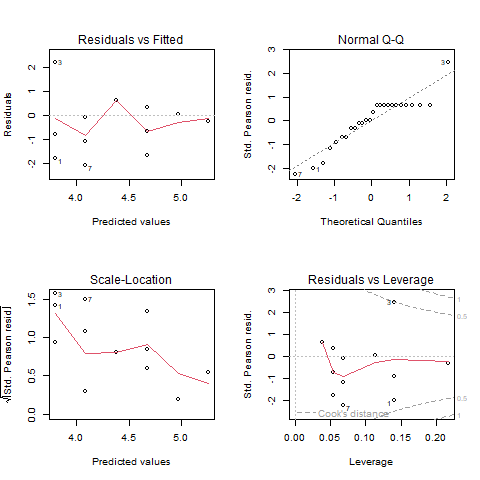 Residuals vs Fitted
Residuals
-2 -1 0 1 2
3
1
7
4.0 4.5 5.0
Predicted values
Normal Q-Q
Std. Pearson resid.
-2 -1 0 1 2 3
3
7
1
-2 -1 0 1 2
Theoretical Quantiles
Scale-Location
√|Std. Pearson resid.|
0.0 0.5 1.0 1.5
3
1
7
4.0 4.5 5.0
Predicted values
Residuals vs Leverage
Std. Pearson resid.
-2 -1 0 1 2 3
3
1
7
1
0.5
0.5
1
Cook's distance
0.00 0.05 0.10 0.15 0.20
Leverage